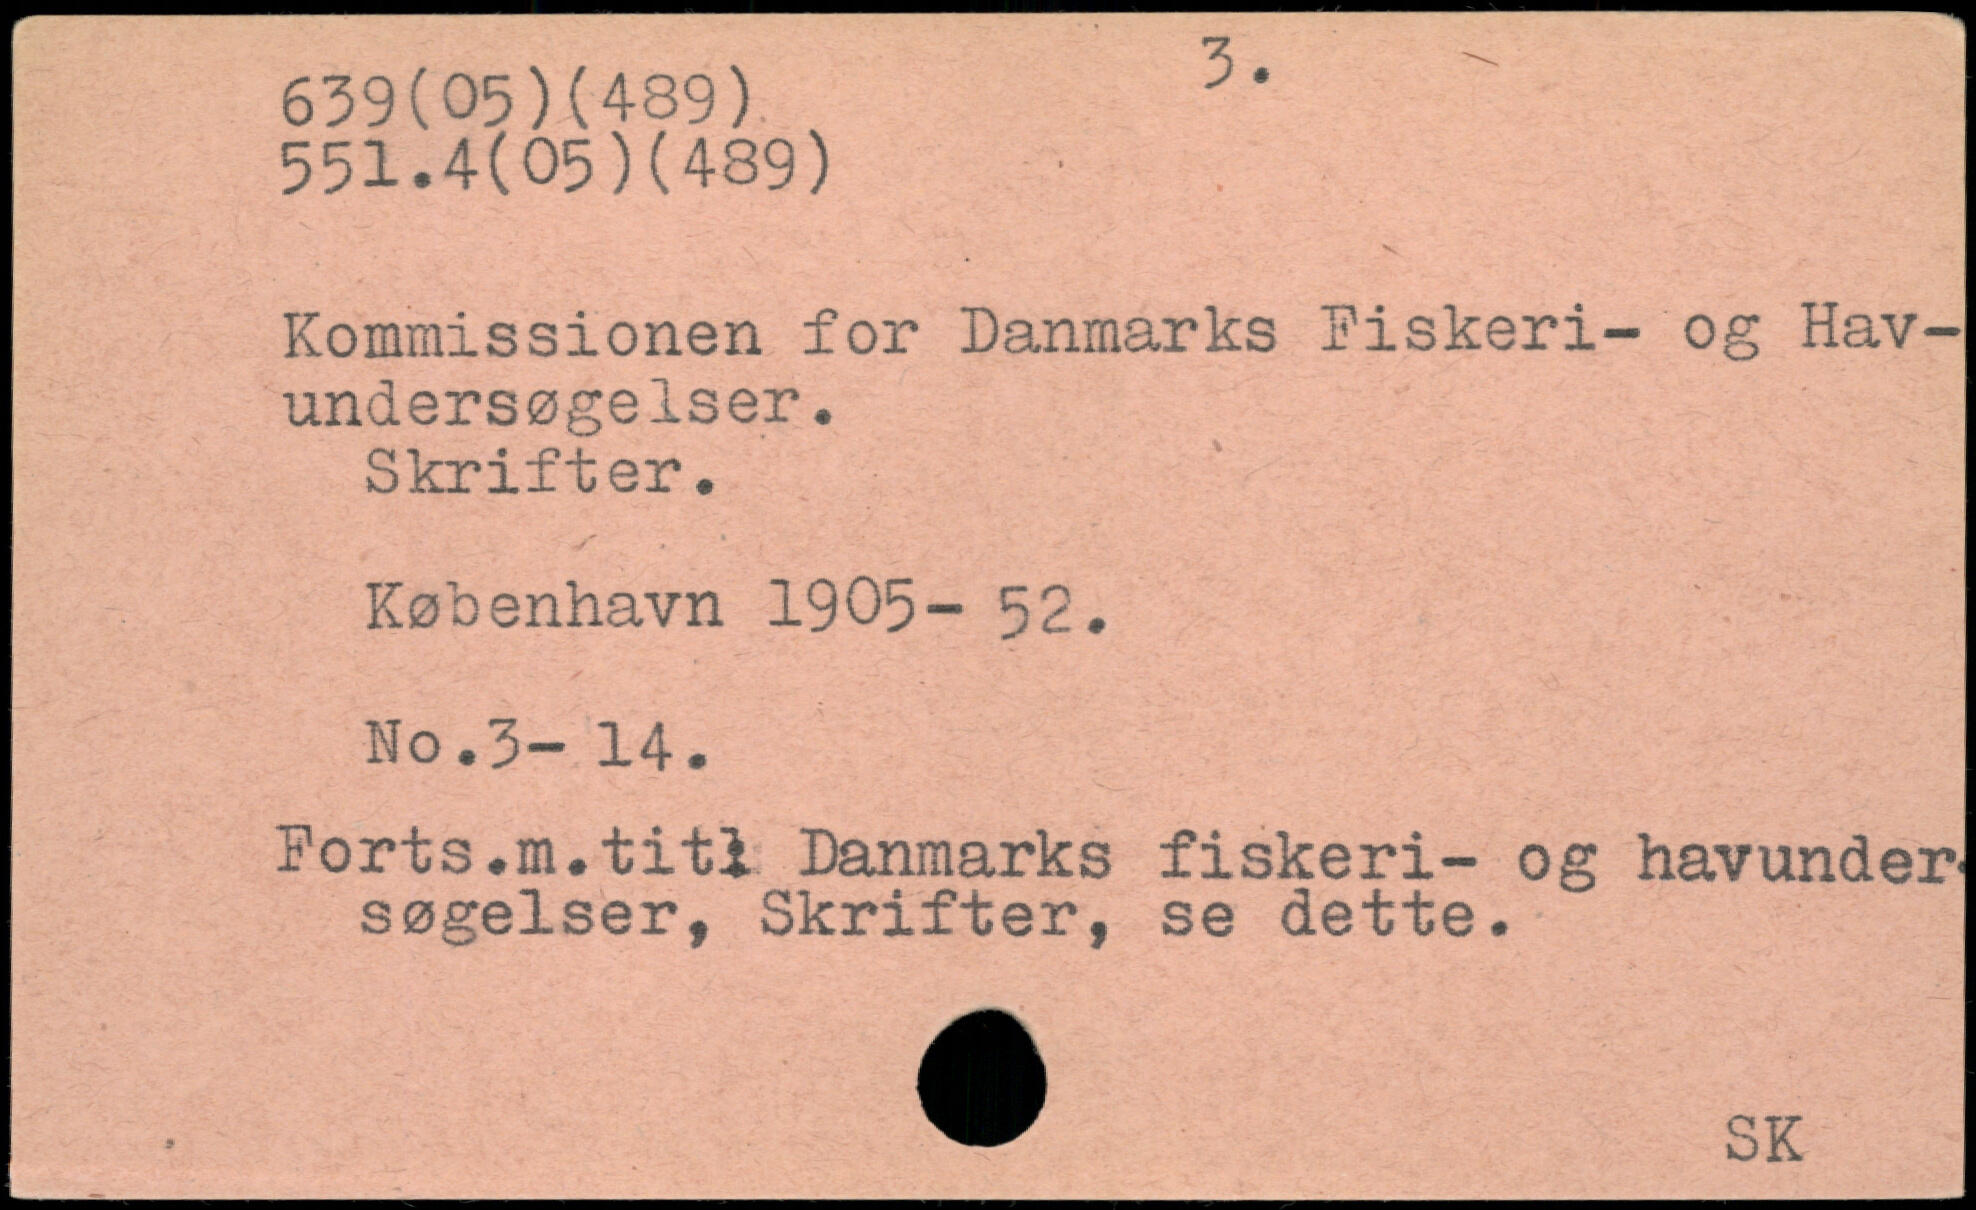 3.
639(05)(489)
551.4(05)(489)
Kommissionen for Danmarks Fiskeri- og Hav-
undersøgelser.
Skrifter.
København 1905- 52.
No.3- 14.
Forts.m.titl Danmarks fiskeri- og havunder-
søgelser, Skrifter, se dette.
SK